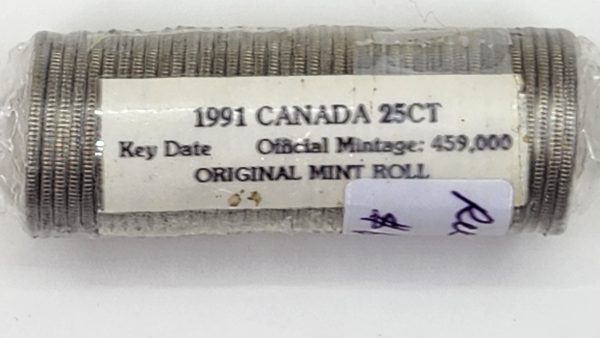 1991 CANADA 25CT
Key Date Official Mintage: 459,000
ORIGINAL MINT ROLL